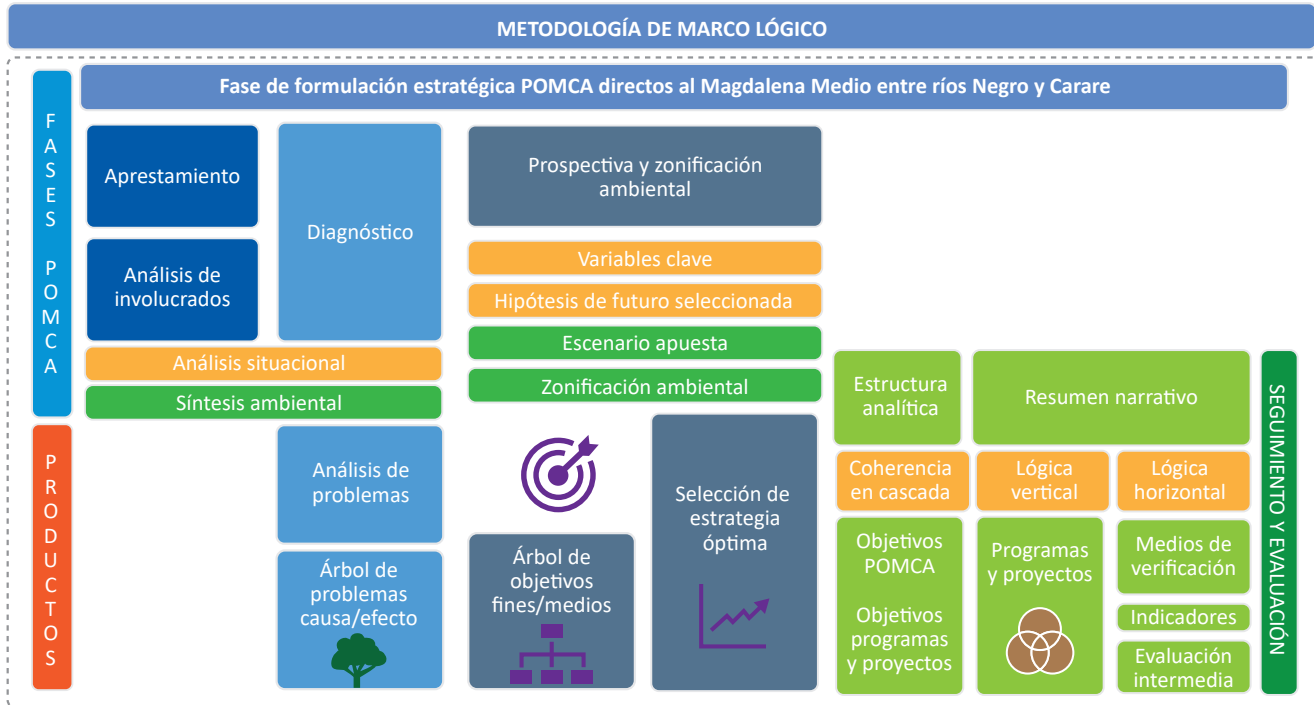 METODOLOGÍA DE MARCO LÓGICO
Fase de formulación estratégica POMCA directos al Magdalena Medio entre ríos Negro y Carare
FASES POMCA
Aprestamiento
Análisis de
involucrados
Diagnóstico
Análisis situacional
Síntesis ambiental
Prospectiva y zonificación
ambiental
Variables clave
Hipótesis de futuro seleccionada
Escenario apuesta
Zonificación ambiental
PRODUCTOS
Análisis de
problemas
Árbol de
problemas
causa/efecto
Árbol de
objetivos
fines/medios
Selección de
estrategia
óptima
Estructura
analítica
Resumen narrativo
Coherencia
en cascada
Lógica
vertical
Lógica
horizontal
Objetivos
POMCA
Objetivos
programas
y proyectos
Programas
y proyectos
Medios de
verificación
Indicadores
Evaluación
intermedia
SEGUIMIENTO Y EVALUACIÓN